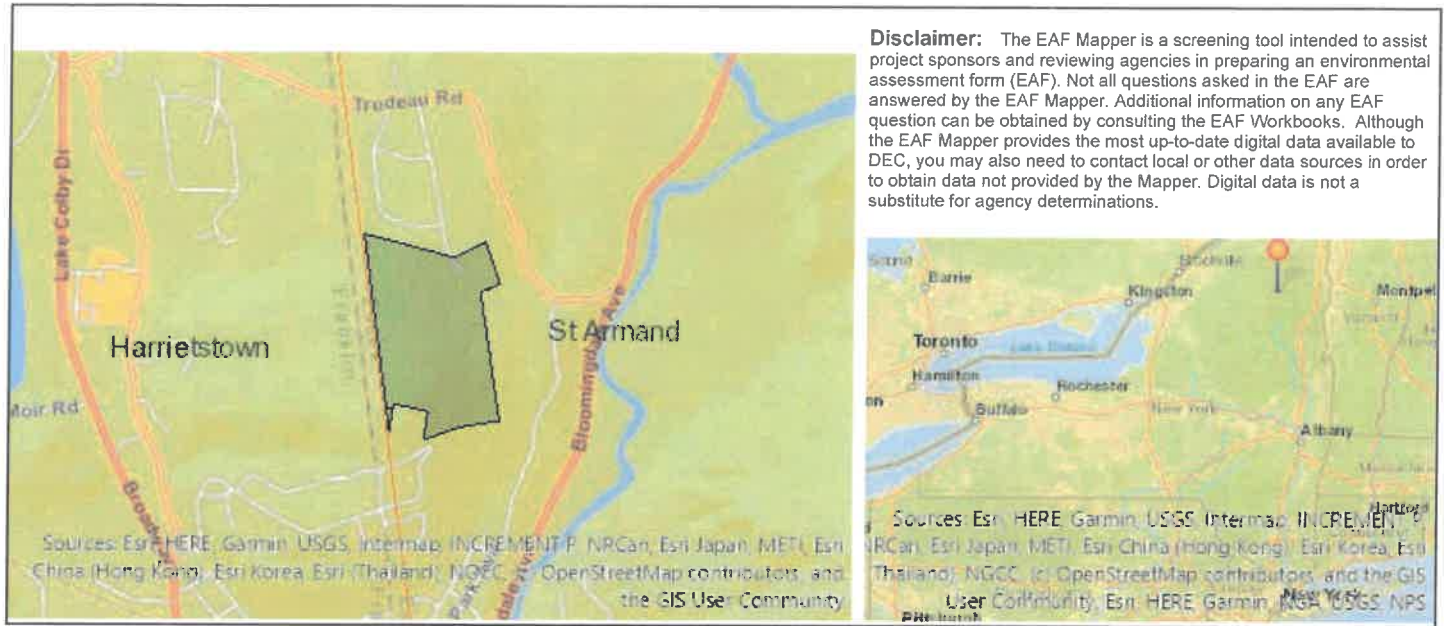 Disclaimer: The EAF Mapper is a screening tool intended to assist
project sponsors and reviewing agencies in preparing an environmental
assessment form (EAF). Not all questions asked in the EAF are
answered by the EAF Mapper. Additional information on any EAF
question can be obtained by consulting the EAF Workbooks. Although
the EAF Mapper provides the most up-to-date digital data available to
DEC, you may also need to contact local or other data sources in order
to obtain data not provided by the Mapper. Digital data is not a
substitute for agency determinations.
Trudeau Rd
Lake Colby Dr
Harrietstown
St Armand
Bloomingdale Ave
Moir Rd
Sources: Esri, HERE, Garmin, USGS, Intermap, INCREMENT P, NRCan, Esri Japan, METI, Esri
China (Hong Kong), Esri Korea, Esri (Thailand), NGCC, (c) OpenStreetMap contributors, and
the GIS User Community
Barrie
Kingston
Montpel
Toronto
Hamilton
Rochester
Buffalo
New York
Albany
Hartford
Sources: Esri, HERE, Garmin, USGS, Intermap, INCREMENT P,
NRCan, Esri Japan, METI, Esri China (Hong Kong), Esri Korea, Esri
(Thailand), NGCC, (c) OpenStreetMap contributors, and the GIS
User Community, Esri, HERE, Garmin, NGA, USGS, NPS
New York